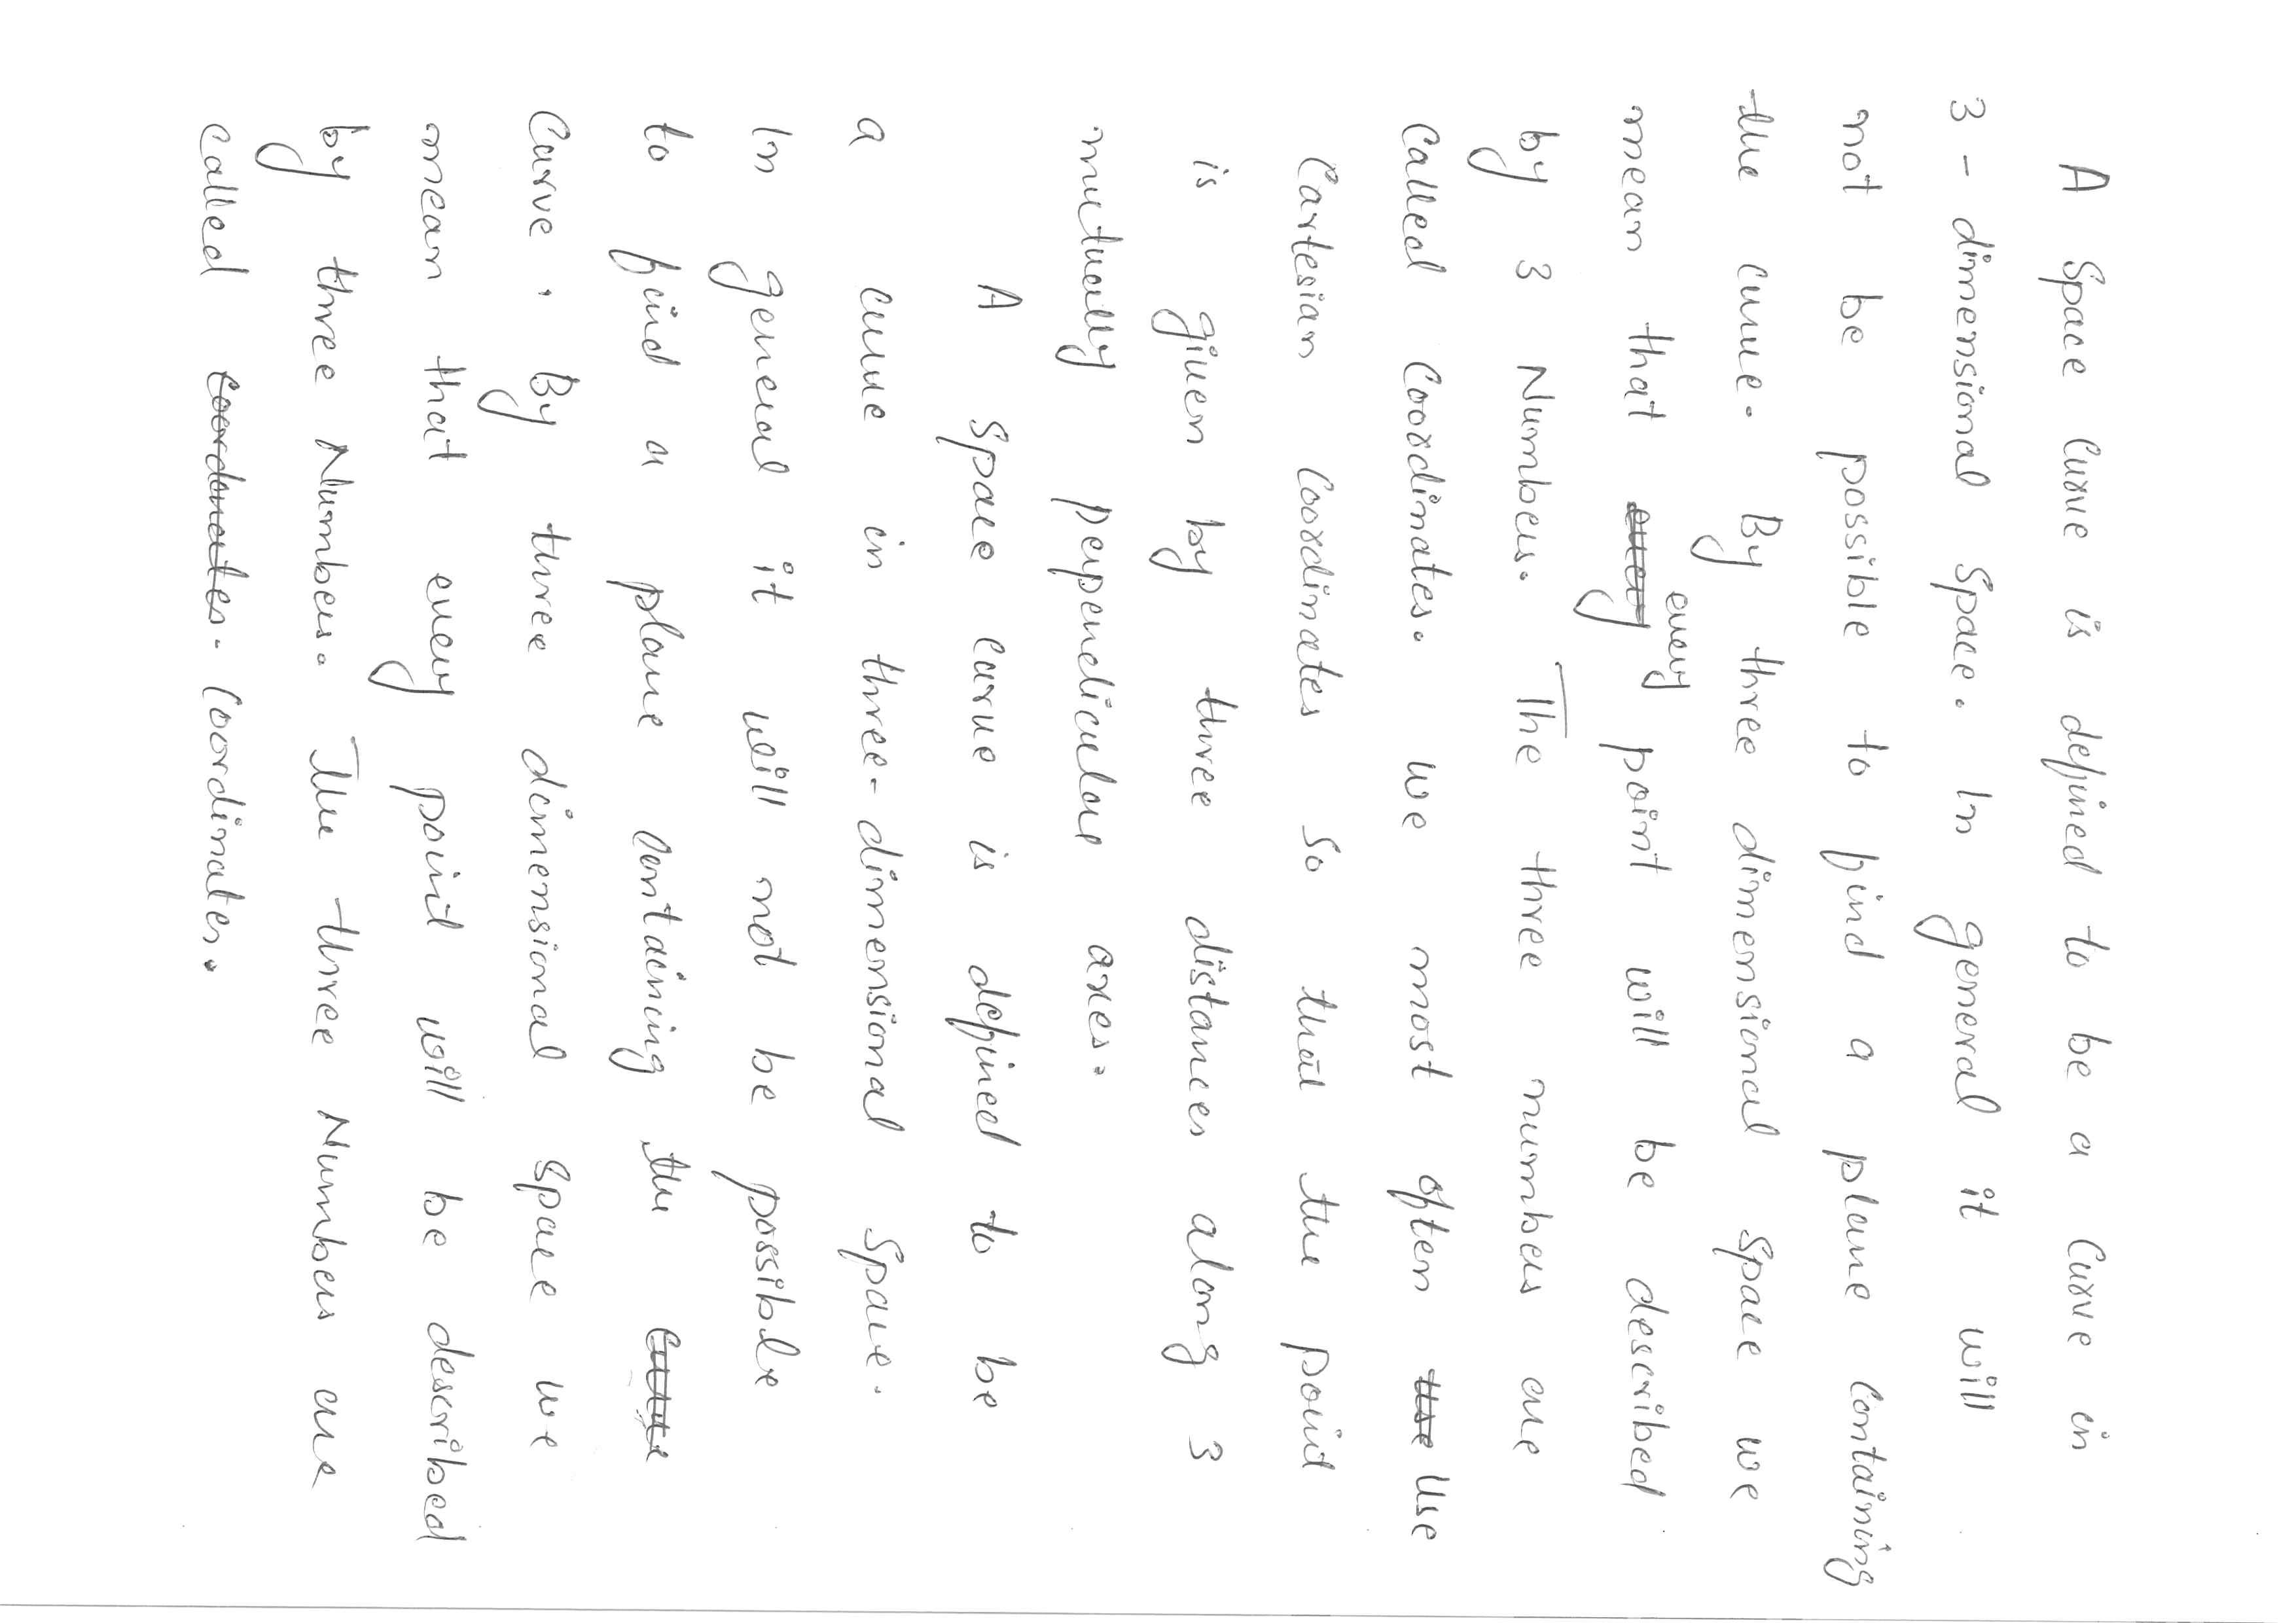 A Space Curve is defined to be a Curve in
3 - dimensional Space. In general it will
not be possible to find a plane Containing
the curve. By three dimensional Space we
mean that every every point will be described
by 3 Numbers. The three numbers are
Called Coordinates. we most often use Use
Cartesian Coordinates So that the point
is given by three distances along 3
mutually perpendicular axes.
A Space curve is defined to be
a curve in three-dimensional Space.
In general it will not be possible
to find a plane Containing the Curve
Curve. By three dimensional Space we
mean that every point will be described
by three Numbers. The three Numbers are
called coordenates. Coordinates.